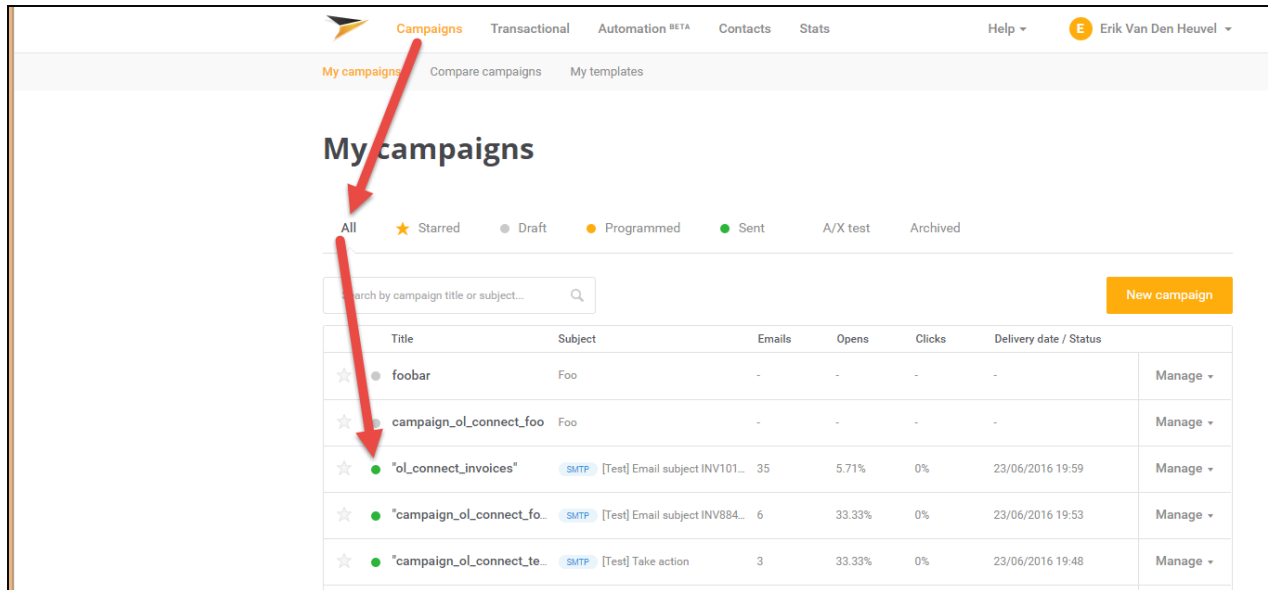 Campaigns Transactional Automation BETA Contacts Stats Help E Erik Van Den Heuvel
My campaigns Compare campaigns My templates
My campaigns
All Starred Draft Programmed Sent A/X test Archived
Search by campaign title or subject... New campaign
Title Subject Emails Opens Clicks Delivery date / Status
foobar Foo - - - - Manage
campaign_ol_connect_foo Foo - - - - Manage
"ol_connect_invoices" SMTP [Test] Email subject INV101... 35 5.71% 0% 23/06/2016 19:59 Manage
"campaign_ol_connect_fo... SMTP [Test] Email subject INV884... 6 33.33% 0% 23/06/2016 19:53 Manage
"campaign_ol_connect_te... SMTP [Test] Take action 3 33.33% 0% 23/06/2016 19:48 Manage